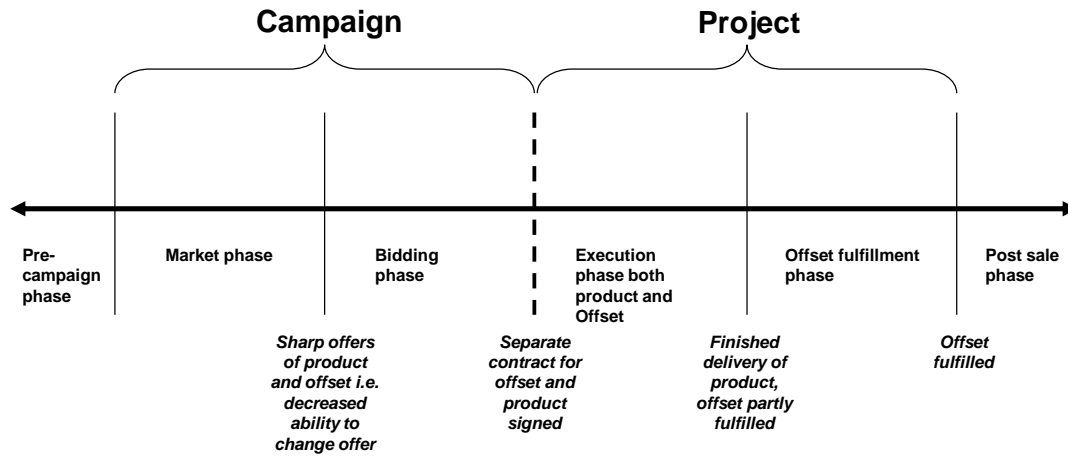 Campaign
Project
Pre-
campaign
phase
Market phase
Bidding
phase
Execution
phase both
product and
Offset
Offset fulfillment
phase
Post sale
phase
Sharp offers
of product
and offset i.e.
decreased
ability to
change offer
Separate
contract for
offset and
product
signed
Finished
delivery of
product,
offset partly
fulfilled
Offset
fulfilled